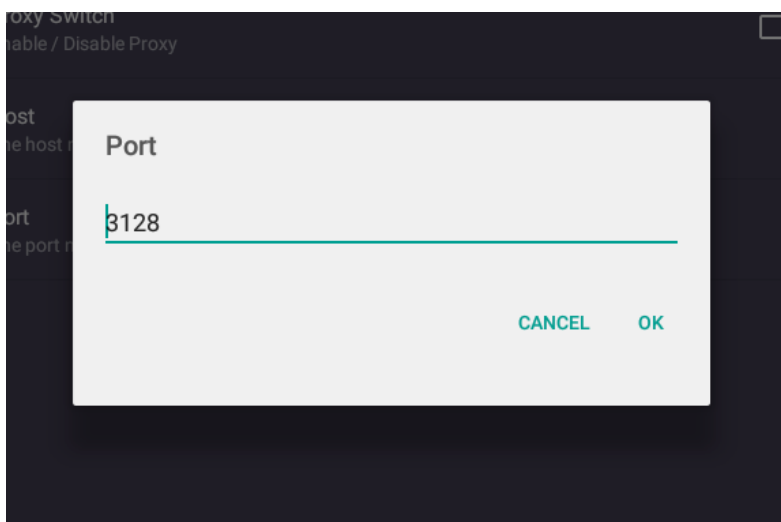 roxy Switch
nable / Disable Proxy
ost
he host
Port
3128
ort
he port
CANCEL
OK